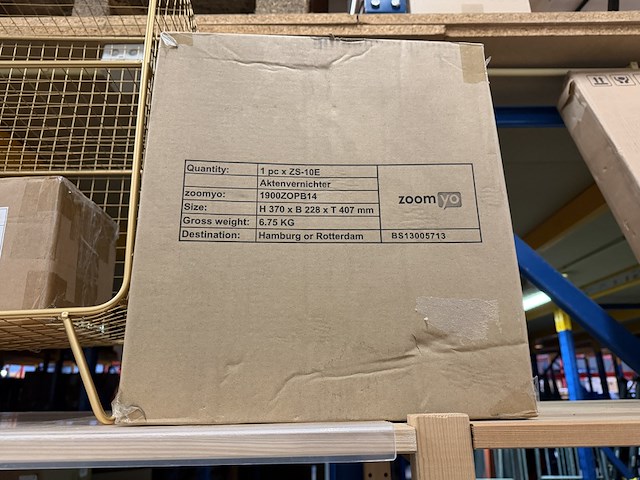 Quantity: 1 pc x ZS-10E
Aktenvernichter
zoomyo: 1900ZOPB14
Size: H 370 x B 228 x T 407 mm
Gross weight: 6.75 KG
Destination: Hamburg or Rotterdam BS13005713
zoomyo